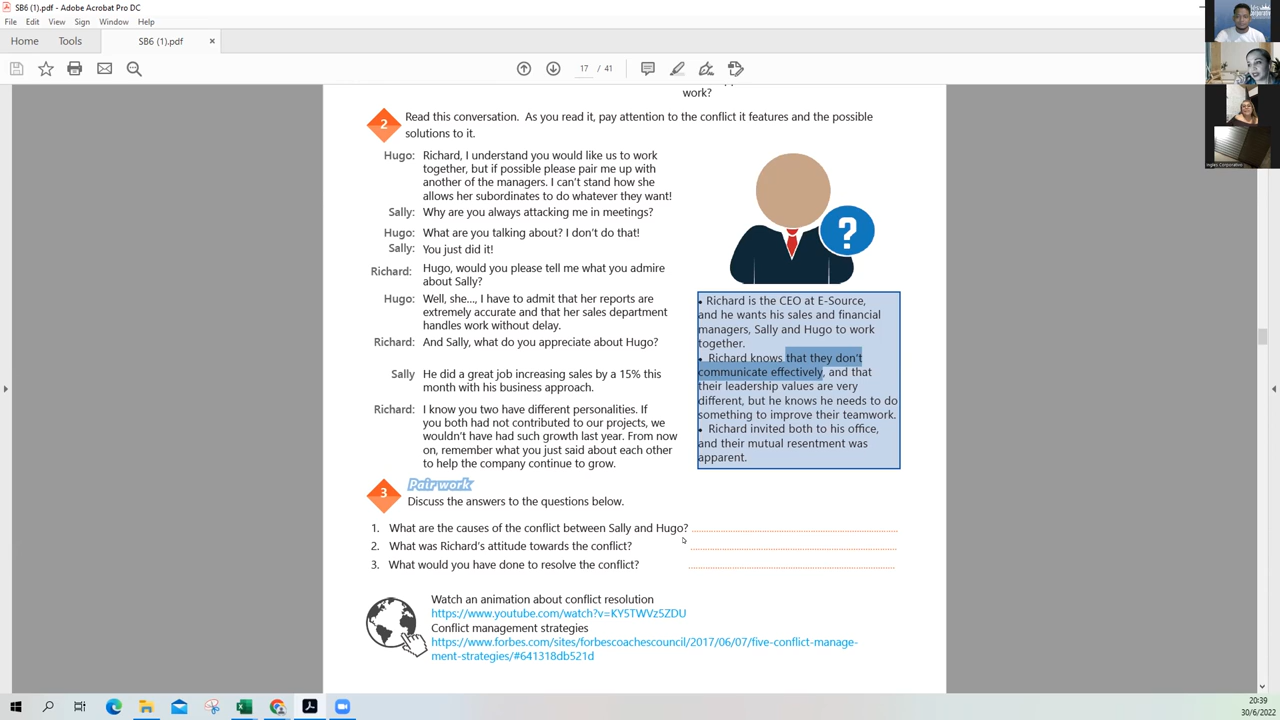 SB6 (1).pdf - Adobe Acrobat Pro DC
File Edit View Sign Window Help
Home Tools SB6 (1).pdf ×
17 / 41
work?
2 Read this conversation. As you read it, pay attention to the conflict it features and the possible
solutions to it.
Hugo: Richard, I understand you would like us to work
together, but if possible please pair me up with
another of the managers. I can't stand how she
allows her subordinates to do whatever they want!
Sally: Why are you always attacking me in meetings?
Hugo: What are you talking about? I don't do that!
Sally: You just did it!
Richard: Hugo, would you please tell me what you admire
about Sally?
Hugo: Well, she..., I have to admit that her reports are
extremely accurate and that her sales department
handles work without delay.
Richard: And Sally, what do you appreciate about Hugo?
Sally He did a great job increasing sales by a 15% this
month with his business approach.
Richard: I know you two have different personalities. If
you both had not contributed to our projects, we
wouldn't have had such growth last year. From now
on, remember what you just said about each other
to help the company continue to grow.
?
• Richard is the CEO at E-Source,
and he wants his sales and financial
managers, Sally and Hugo to work
together.
• Richard knows that they don't
communicate effectively, and that
their leadership values are very
different, but he knows he needs to do
something to improve their teamwork.
• Richard invited both to his office,
and their mutual resentment was
apparent.
3 Pair work
Discuss the answers to the questions below.
1. What are the causes of the conflict between Sally and Hugo?
2. What was Richard's attitude towards the conflict?
3. What would you have done to resolve the conflict?
Watch an animation about conflict resolution
https://www.youtube.com/watch?v=KY5TWVz5ZDU
Conflict management strategies
https://www.forbes.com/sites/forbescoachescouncil/2017/06/07/five-conflict-manage-
ment-strategies/#641318db521d
Ingles Corporativo
20:39
30/6/2022